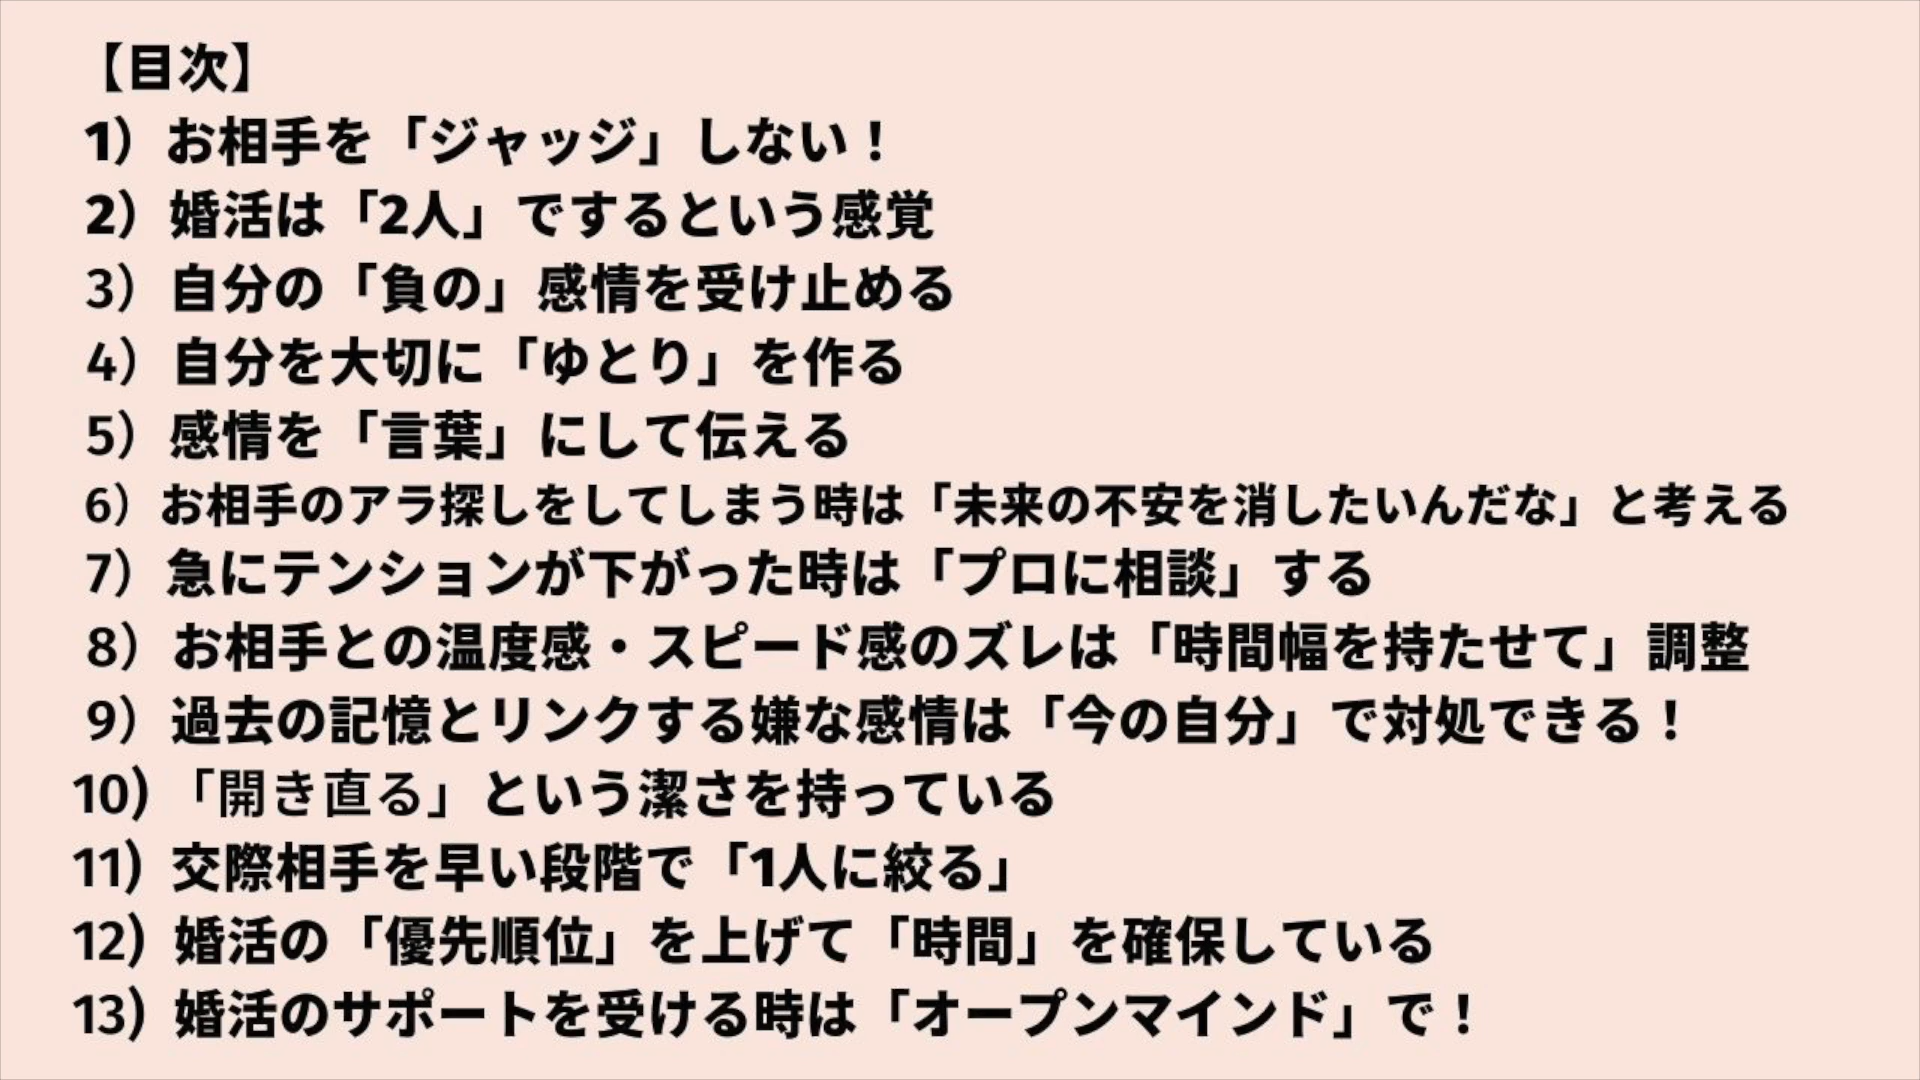 【目次】
1）お相手を「ジャッジ」しない！
2）婚活は「2人」でするという感覚
3）自分の「負の」感情を受け止める
4）自分を大切に「ゆとり」を作る
5）感情を「言葉」にして伝える
6）お相手のアラ探しをしてしまう時は「未来の不安を消したいんだな」と考える
7）急にテンションが下がった時は「プロに相談」する
8）お相手との温度感・スピード感のズレは「時間幅を持たせて」調整
9）過去の記憶とリンクする嫌な感情は「今の自分」で対処できる！
10)「開き直る」という潔さを持っている
11) 交際相手を早い段階で「1人に絞る」
12) 婚活の「優先順位」を上げて「時間」を確保している
13) 婚活のサポートを受ける時は「オープンマインド」で！